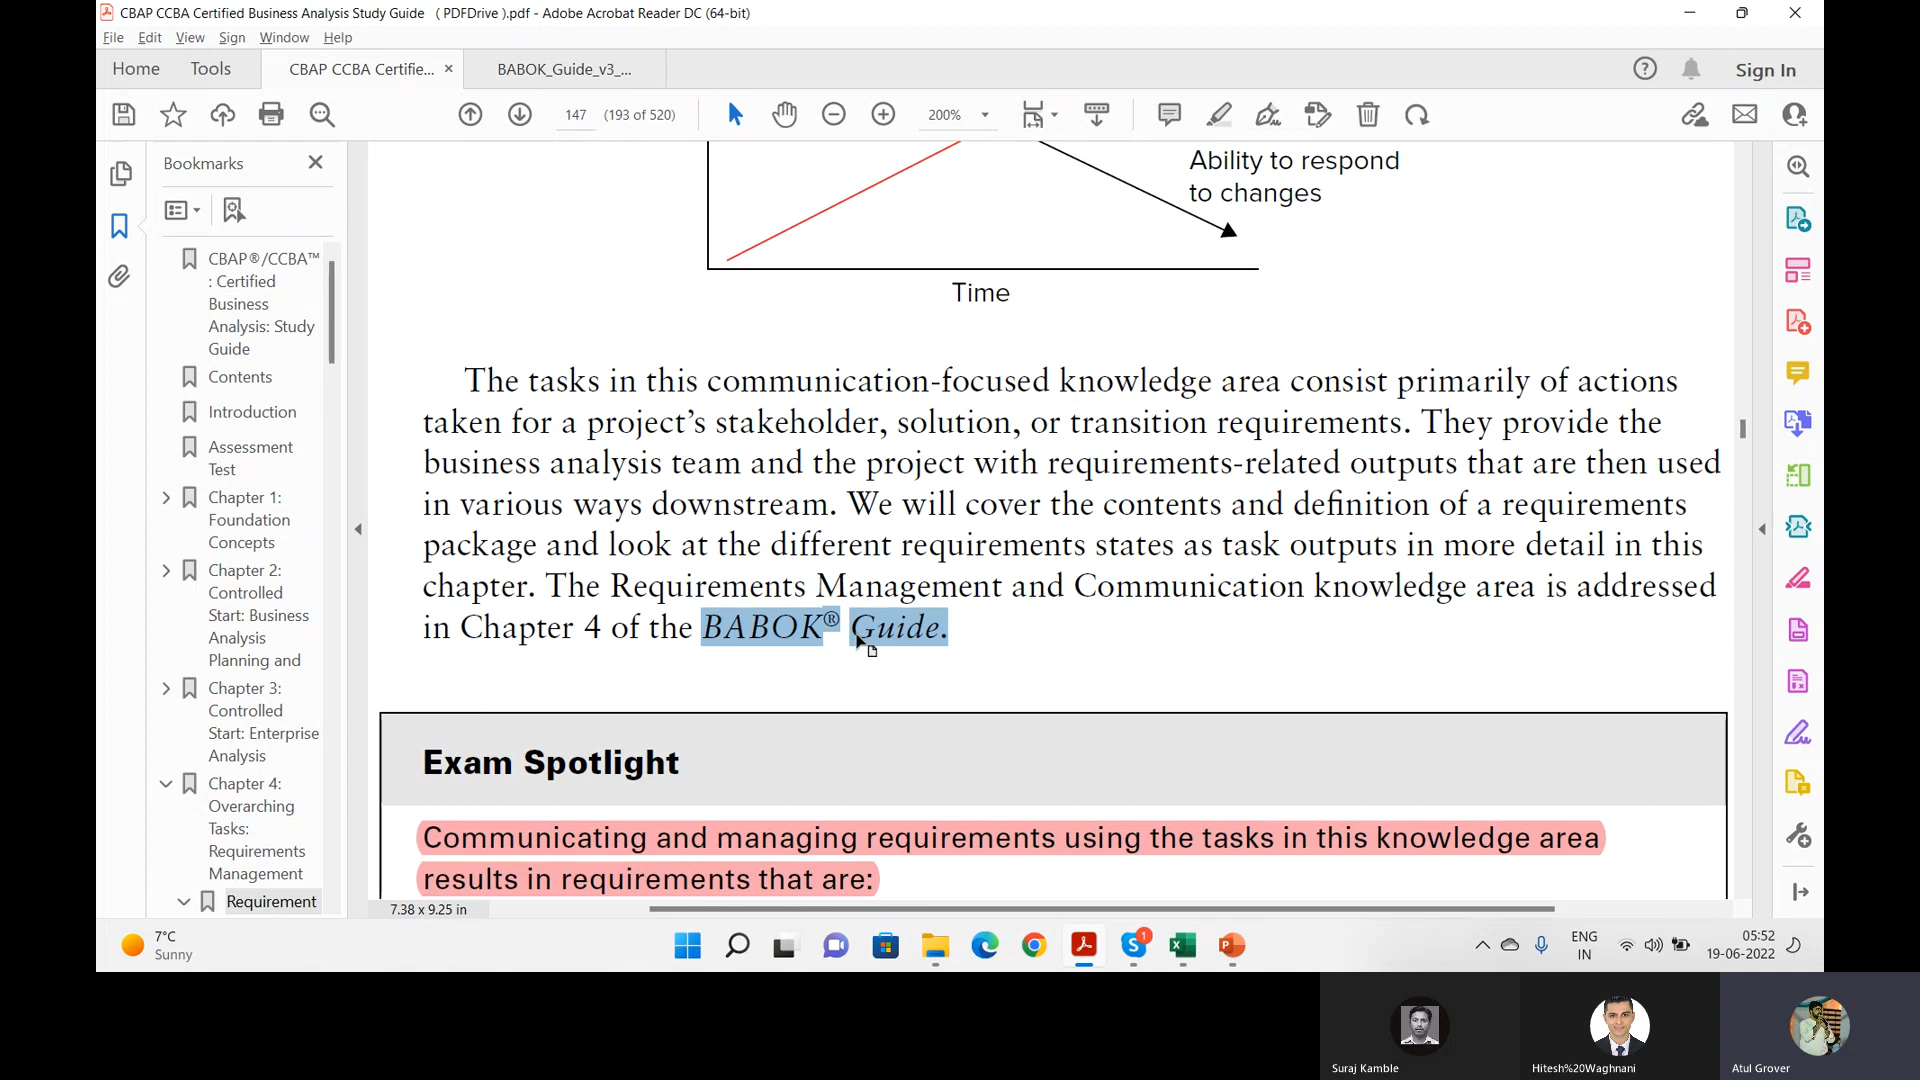 CBAP CCBA Certified Business Analysis Study Guide ( PDFDrive ).pdf - Adobe Acrobat Reader DC (64-bit)
File Edit View Sign Window Help
Home Tools CBAP CCBA Certifie... × BABOK_Guide_v3_... Sign In
147 (193 of 520) 200%
Bookmarks
CBAP®/CCBA™
: Certified
Business
Analysis: Study
Guide
Contents
Introduction
Assessment
Test
Chapter 1:
Foundation
Concepts
Chapter 2:
Controlled
Start: Business
Analysis
Planning and
Chapter 3:
Controlled
Start: Enterprise
Analysis
Chapter 4:
Overarching
Tasks:
Requirements
Management
Requirement
Ability to respond
to changes
Time
The tasks in this communication-focused knowledge area consist primarily of actions
taken for a project's stakeholder, solution, or transition requirements. They provide the
business analysis team and the project with requirements-related outputs that are then used
in various ways downstream. We will cover the contents and definition of a requirements
package and look at the different requirements states as task outputs in more detail in this
chapter. The Requirements Management and Communication knowledge area is addressed
in Chapter 4 of the BABOK® Guide.
Exam Spotlight
Communicating and managing requirements using the tasks in this knowledge area
results in requirements that are:
7.38 x 9.25 in
7°C
Sunny
1
ENG
IN
05:52
19-06-2022
Suraj Kamble
Hitesh%20Waghnani
Atul Grover